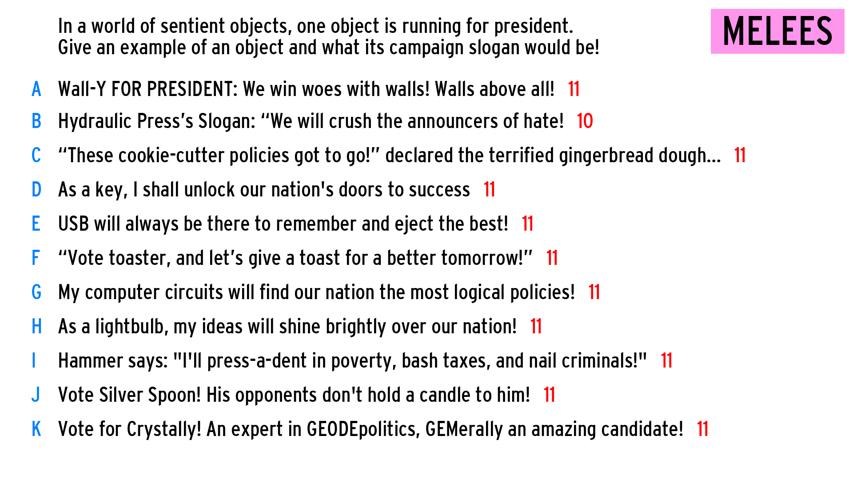 In a world of sentient objects, one object is running for president.
Give an example of an object and what its campaign slogan would be!
MELEES
A Wall-Y FOR PRESIDENT: We win woes with walls! Walls above all! 11
B Hydraulic Press’s Slogan: “We will crush the announcers of hate! 10
C “These cookie-cutter policies got to go!” declared the terrified gingerbread dough... 11
D As a key, I shall unlock our nation's doors to success 11
E USB will always be there to remember and eject the best! 11
F “Vote toaster, and let’s give a toast for a better tomorrow!” 11
G My computer circuits will find our nation the most logical policies! 11
H As a lightbulb, my ideas will shine brightly over our nation! 11
I Hammer says: "I'll press-a-dent in poverty, bash taxes, and nail criminals!" 11
J Vote Silver Spoon! His opponents don't hold a candle to him! 11
K Vote for Crystally! An expert in GEODEpolitics, GEMerally an amazing candidate! 11